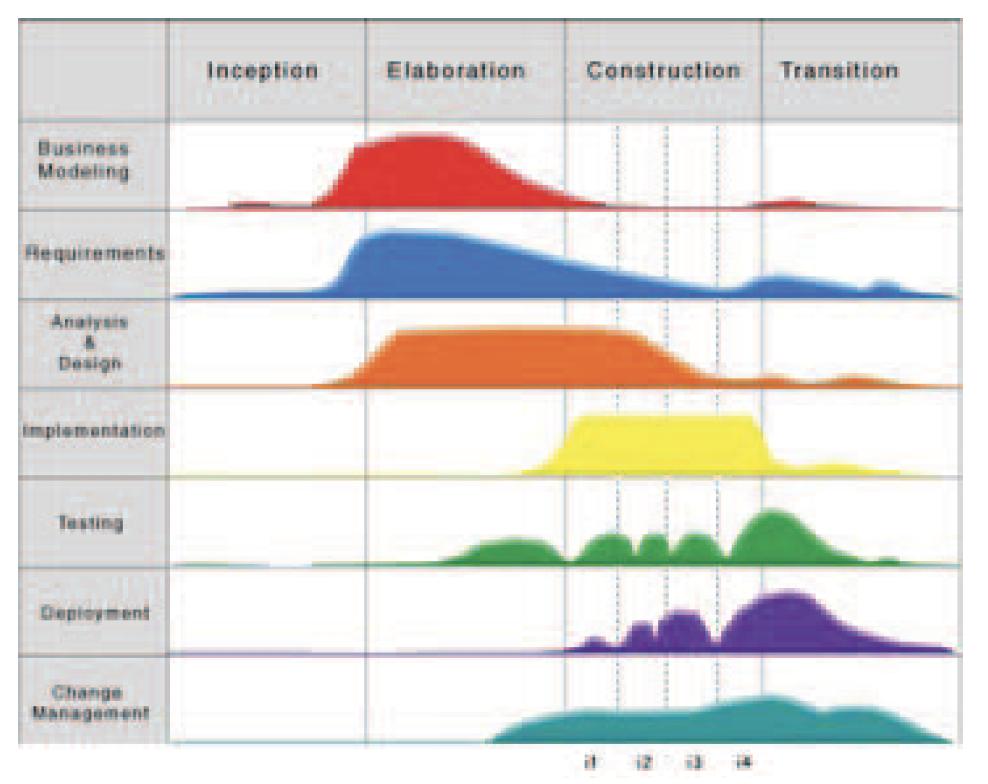 Inception Elaboration Construction Transition
Business
Modeling
Requirements
Analysis
&
Design
Implementation
Testing
Deployment
Change
Management
i1 i2 i3 i4